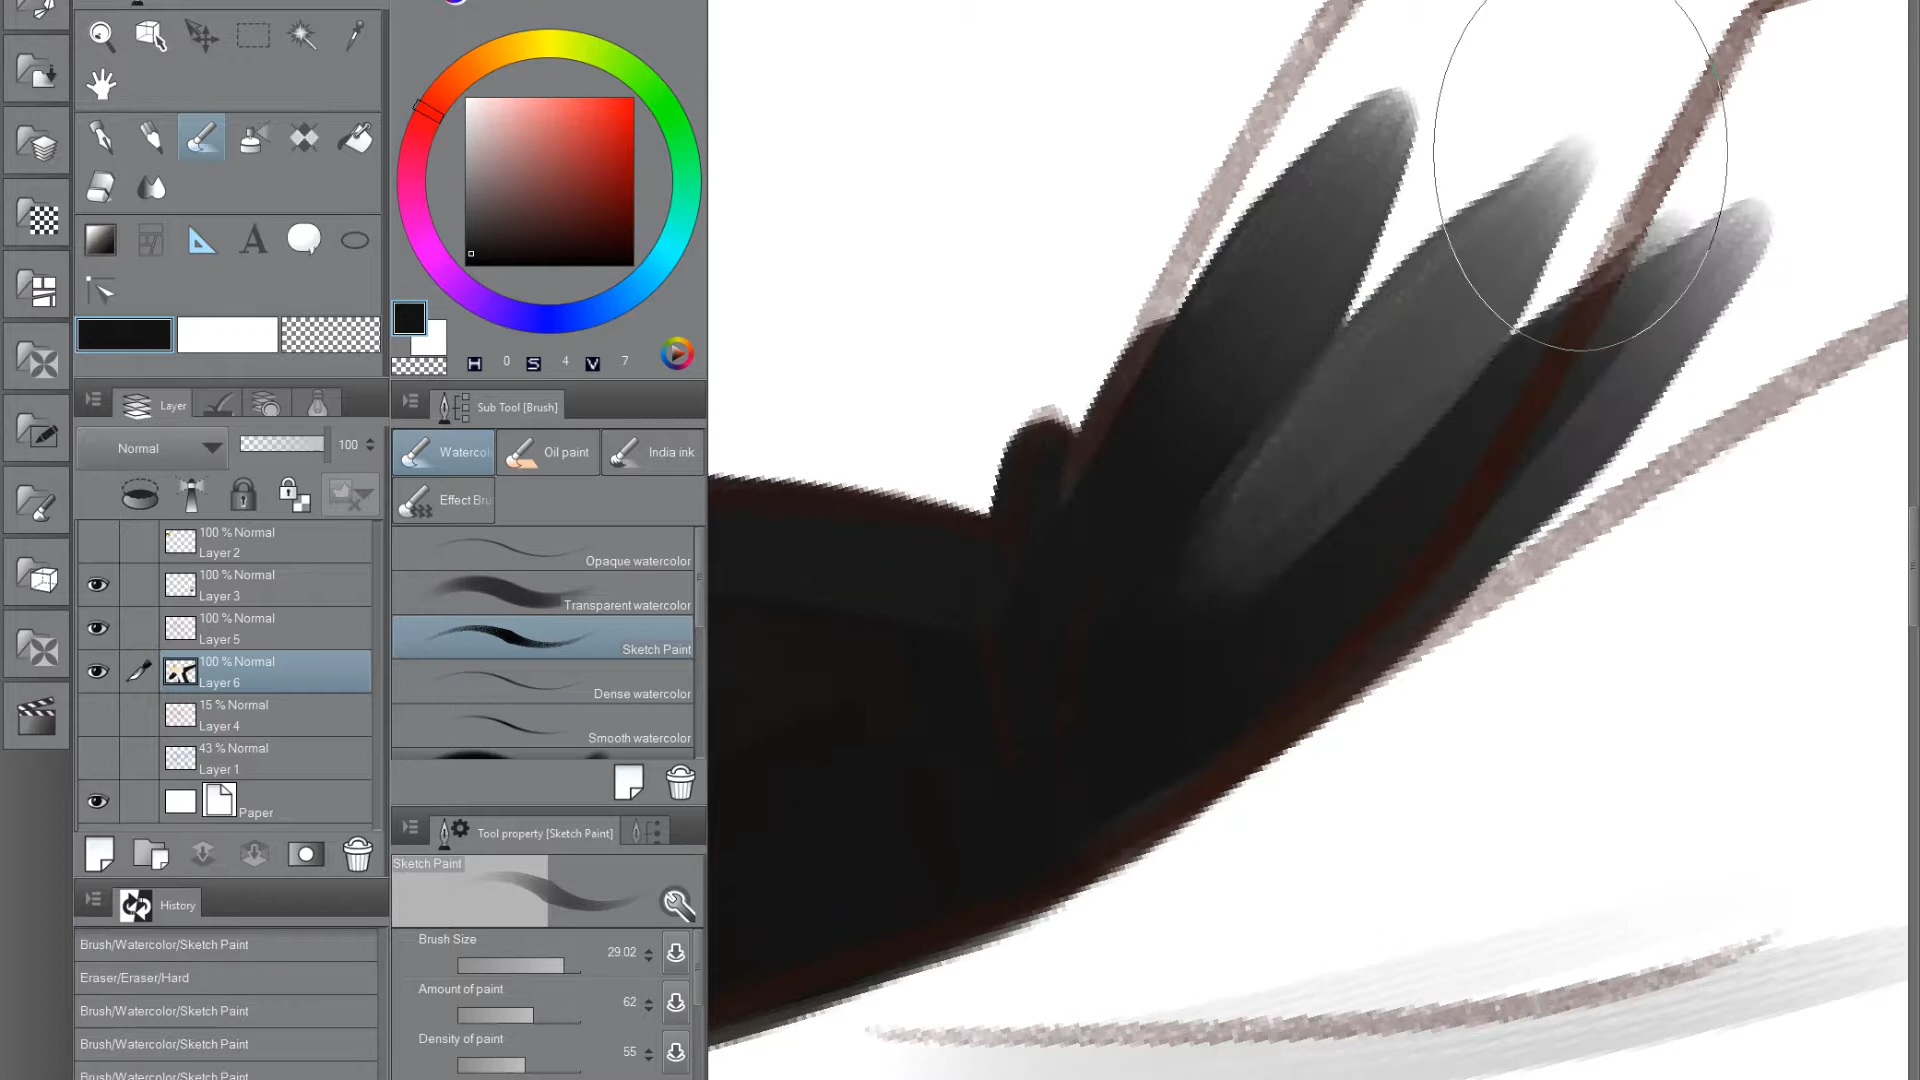 H 0 S 4 V 7
Layer
Normal
100
Sub Tool [Brush]
Watercol
Oil paint
India ink
Effect Bru
100 % Normal
Layer 2
100 % Normal
Layer 3
100 % Normal
Layer 5
100 % Normal
Layer 6
15 % Normal
Layer 4
43 % Normal
Layer 1
Paper
Opaque watercolor
Transparent watercolor
Sketch Paint
Dense watercolor
Smooth watercolor
Tool property [Sketch Paint]
Sketch Paint
Brush Size
29.02
Amount of paint
62
Density of paint
55
History
Brush/Watercolor/Sketch Paint
Eraser/Eraser/Hard
Brush/Watercolor/Sketch Paint
Brush/Watercolor/Sketch Paint
Brush/Watercolor/Sketch Paint